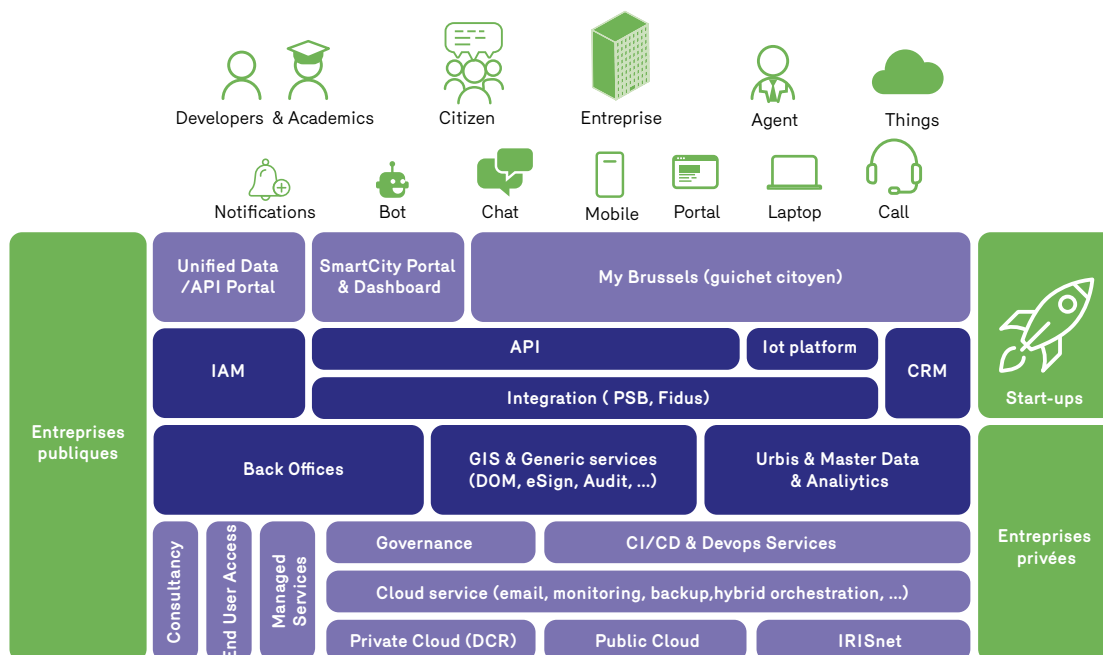 Developers & Academics
Citizen
Entreprise
Agent
Things
Notifications
Bot
Chat
Mobile
Portal
Laptop
Call
Entreprises
publiques
Unified Data
/API Portal
SmartCity Portal
& Dashboard
My Brussels (guichet citoyen)
Start-ups
IAM
API
Iot platform
CRM
Integration ( PSB, Fidus)
Back Offices
GIS & Generic services
(DOM, eSign, Audit, ...)
Urbis & Master Data
& Analiytics
Entreprises
privées
Consultancy
End User Access
Managed
Services
Governance
CI/CD & Devops Services
Cloud service (email, monitoring, backup,hybrid orchestration, ...)
Private Cloud (DCR)
Public Cloud
IRISnet